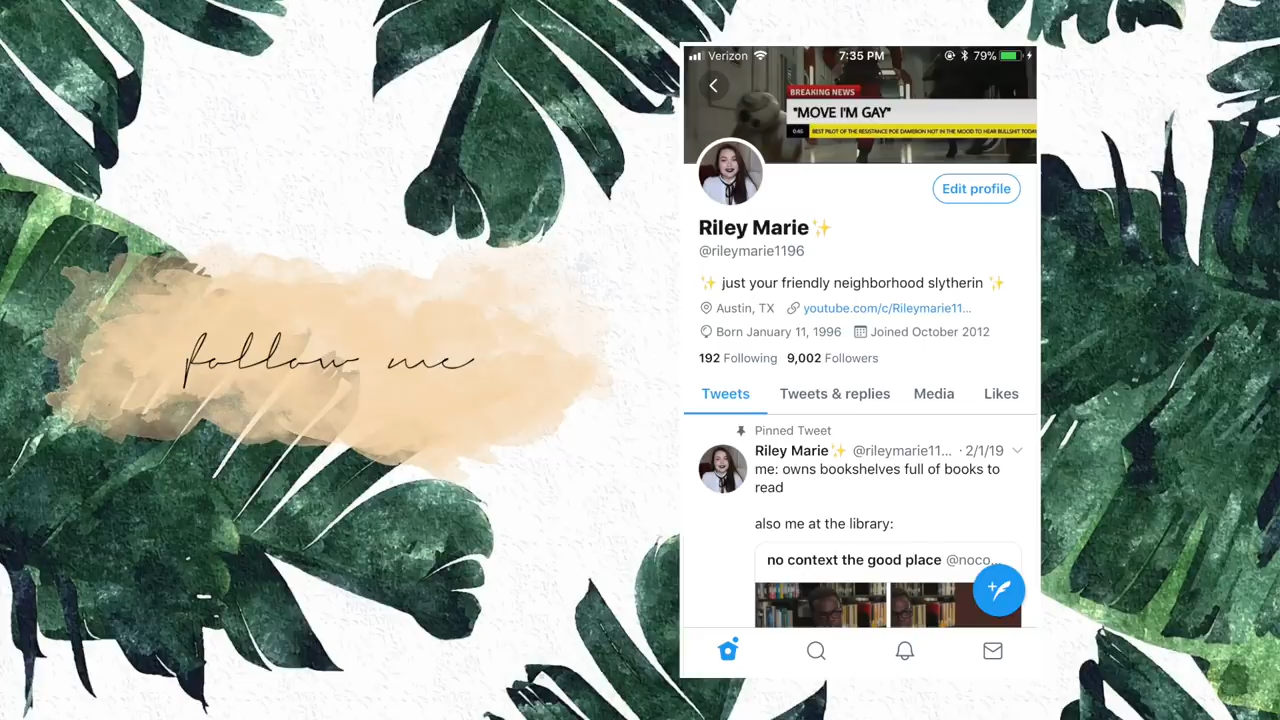 follow me
Verizon 7:35 PM 79%
BREAKING NEWS
"MOVE I'M GAY"
0:46 BEST PILOT OF THE RESISTANCE POE DAMERON NOT IN THE MOOD TO HEAR BULLSHIT TODAY
Edit profile
Riley Marie✨
@rileymarie1196
✨ just your friendly neighborhood slytherin ✨
Austin, TX youtube.com/c/Rileymarie11...
Born January 11, 1996 Joined October 2012
192 Following 9,002 Followers
Tweets Tweets & replies Media Likes
Pinned Tweet
Riley Marie✨ @rileymarie11... · 2/1/19
me: owns bookshelves full of books to
read
also me at the library:
no context the good place @noco...